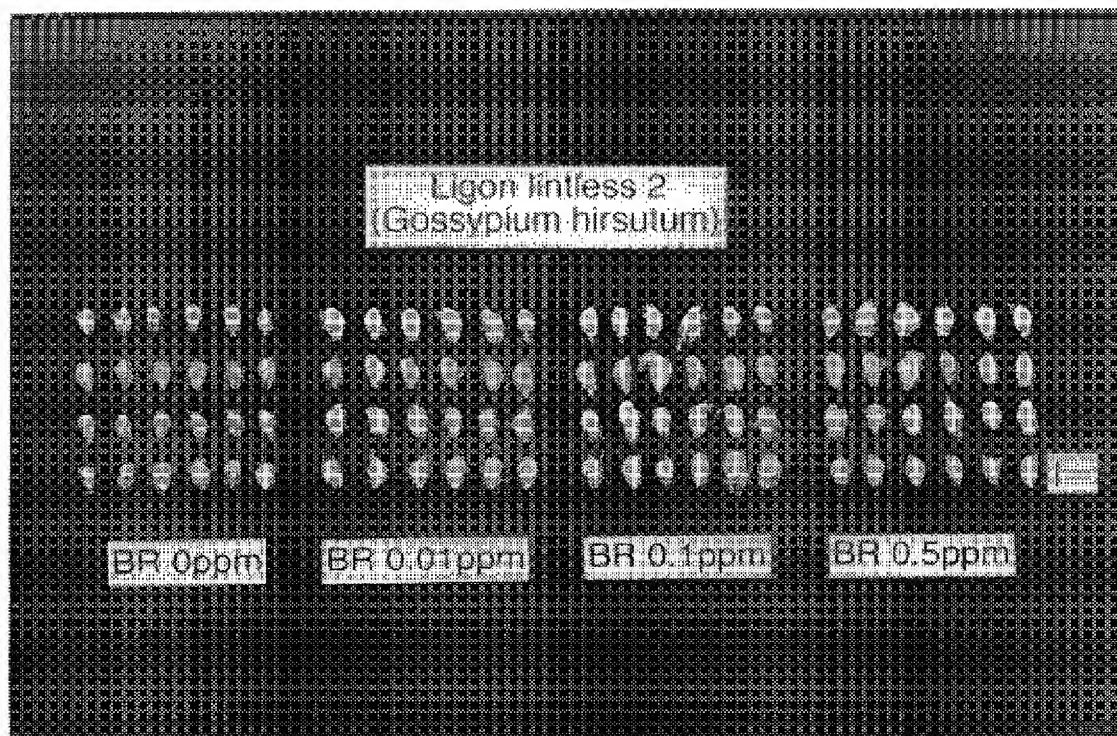 Ligon lintless 2
(Gossypium hirsutum)
BR 0ppm
BR 0.01ppm
BR 0.1ppm
BR 0.5ppm